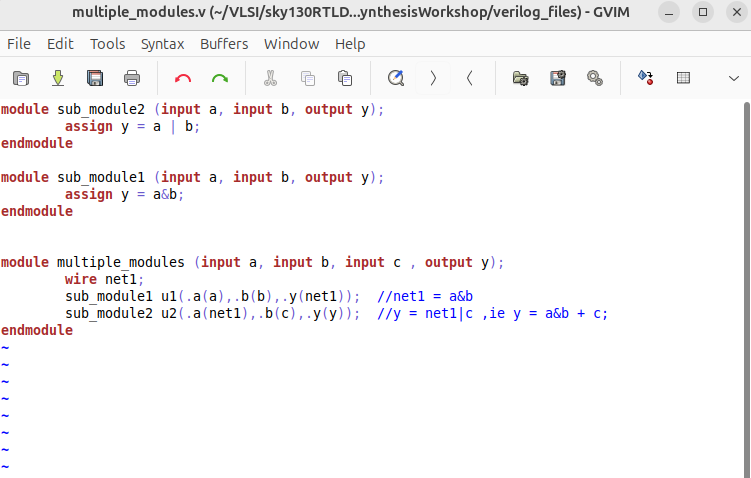 multiple_modules.v (~/VLSI/sky130RTLD...ynthesisWorkshop/verilog_files) - GVIM
File Edit Tools Syntax Buffers Window Help
module sub_module2 (input a, input b, output y);
        assign y = a | b;
endmodule

module sub_module1 (input a, input b, output y);
        assign y = a&b;
endmodule


module multiple_modules (input a, input b, input c , output y);
        wire net1;
        sub_module1 u1(.a(a),.b(b),.y(net1));  //net1 = a&b
        sub_module2 u2(.a(net1),.b(c),.y(y));  //y = net1|c ,ie y = a&b + c;
endmodule
~
~
~
~
~
~
~
~